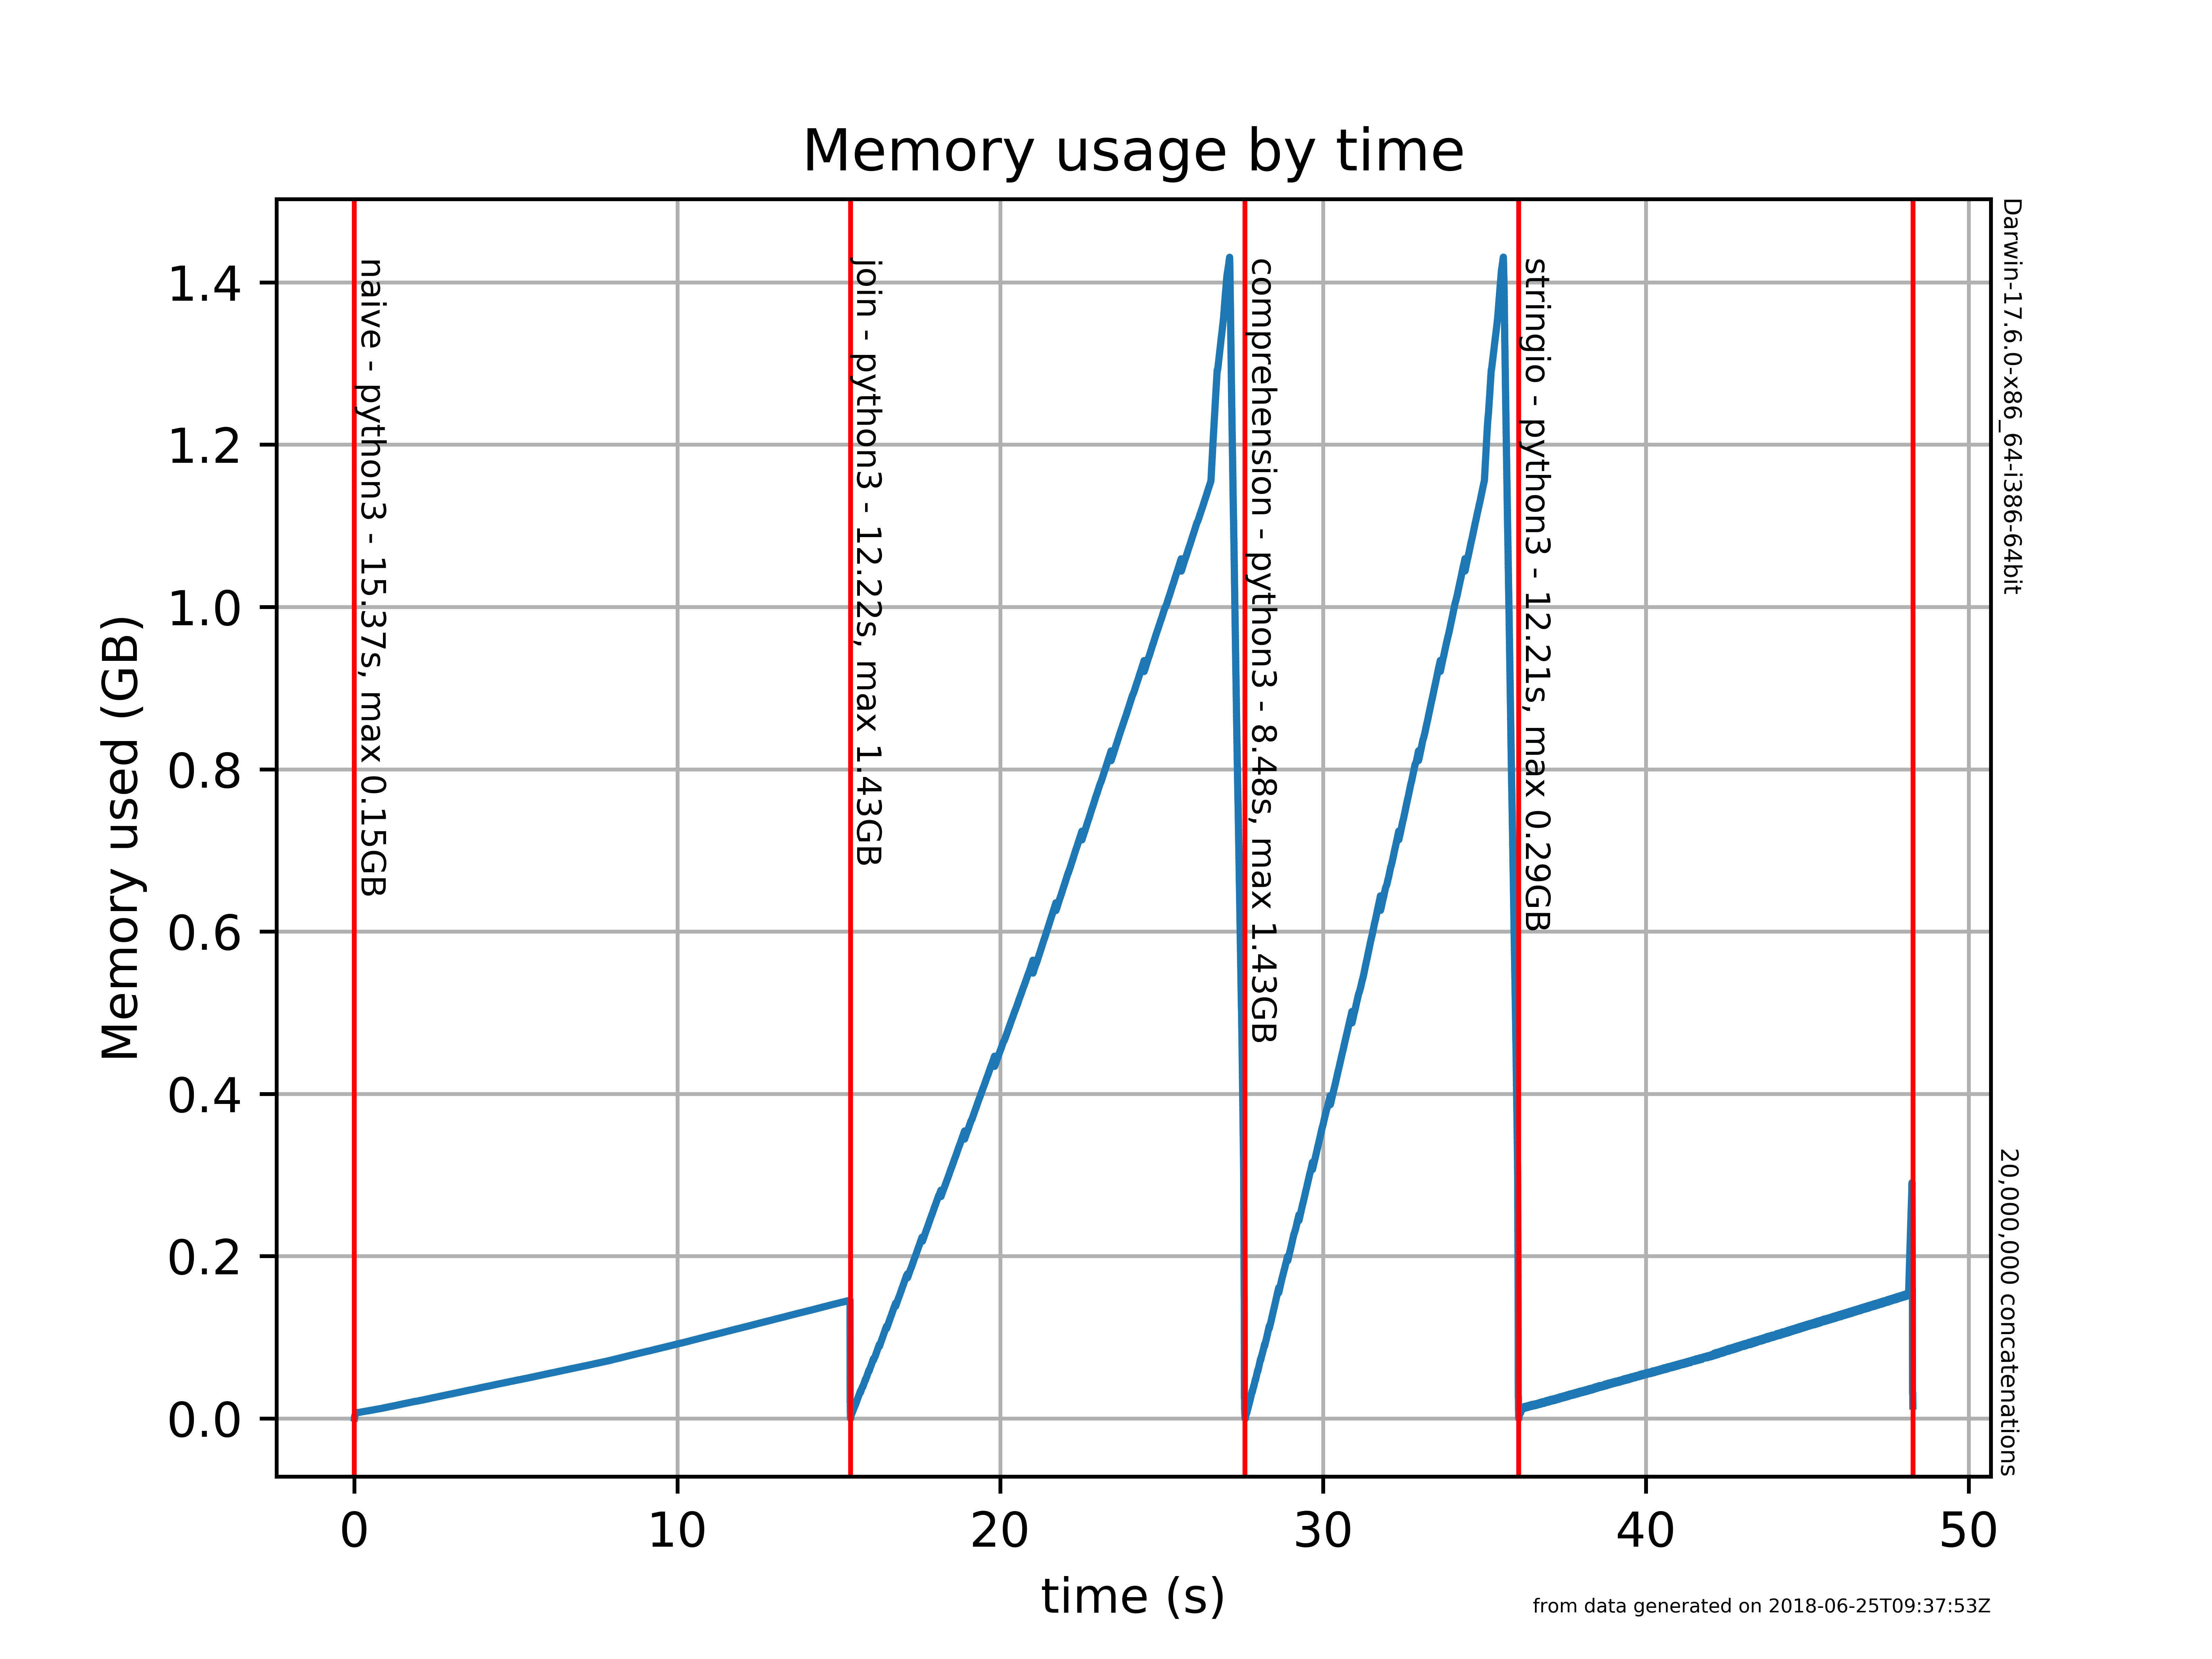 Memory usage by time
Memory used (GB)
1.4
1.2
1.0
0.8
0.6
0.4
0.2
0.0
naive - python3 - 15.37s, max 0.15GB
join - python3 - 12.22s, max 1.43GB
comprehension - python3 - 8.48s, max 1.43GB
stringio - python3 - 12.21s, max 0.29GB
Darwin-17.6.0-x86_64-i386-64bit
20,000,000 concatenations
0 10 20 30 40 50
time (s)
from data generated on 2018-06-25T09:37:53Z